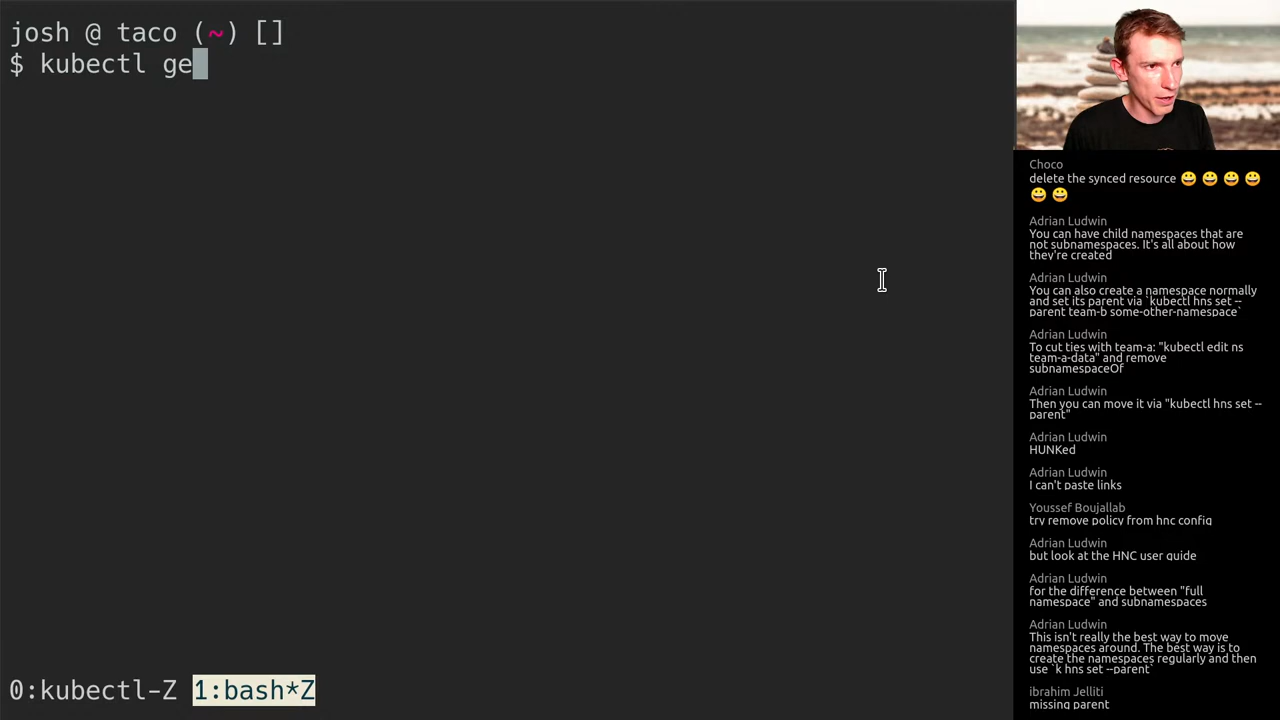 josh @ taco (~) []
$ kubectl ge
0:kubectl-Z 1:bash*Z
Choco
delete the synced resource 😀 😀 😀 😀
😀 😀
Adrian Ludwin
You can have child namespaces that are
not subnamespaces. It's all about how
they're created
Adrian Ludwin
You can also create a namespace normally
and set its parent via `kubectl hns set --
parent team-b some-other-namespace`
Adrian Ludwin
To cut ties with team-a: "kubectl edit ns
team-a-data" and remove
subnamespaceOf
Adrian Ludwin
Then you can move it via "kubectl hns set --
parent"
Adrian Ludwin
HUNKed
Adrian Ludwin
I can't paste links
Youssef Boujallab
try remove policy from hnc config
Adrian Ludwin
but look at the HNC user guide
Adrian Ludwin
for the difference between "full
namespace" and subnamespaces
Adrian Ludwin
This isn't really the best way to move
namespaces around. The best way is to
create the namespaces regularly and then
use `k hns set --parent`
ibrahim Jelliti
missing parent